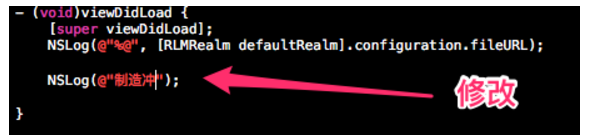 - (void)viewDidLoad {
[super viewDidLoad];
NSLog(@"%@", [RLMRealm defaultRealm].configuration.fileURL);
NSLog(@"制造冲");
修改
}